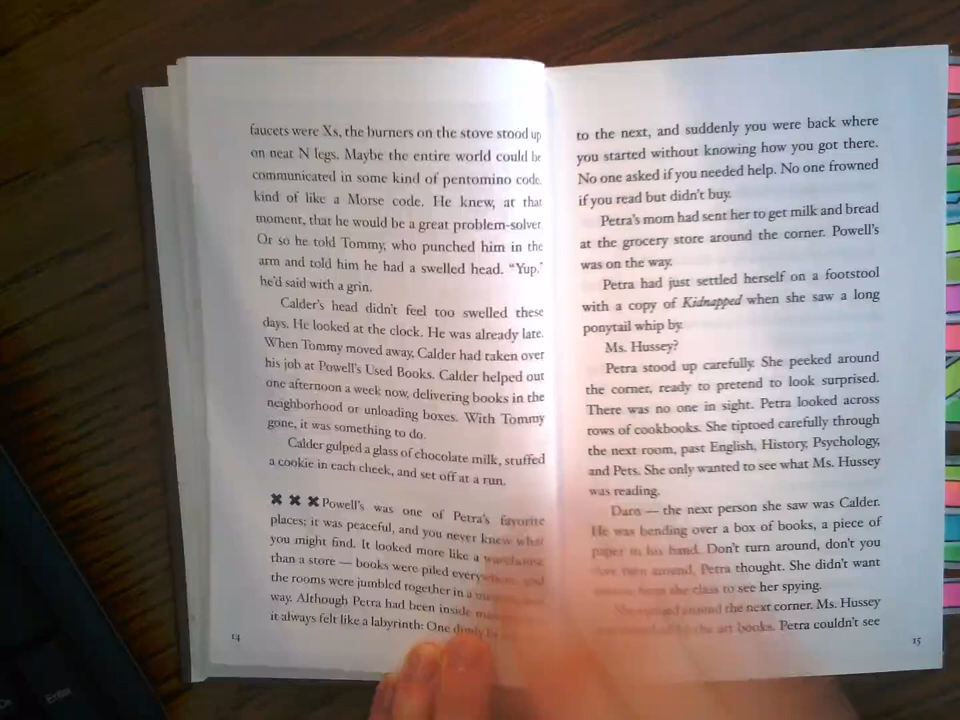 faucets were Xs, the burners on the stove stood up
on neat N legs. Maybe the entire world could be
communicated in some kind of pentomino code,
kind of like a Morse code. He knew, at that
moment, that he would be a great problem-solver.
Or so he told Tommy, who punched him in the
arm and told him he had a swelled head. “Yup,”
he'd said with a grin.
Calder's head didn't feel too swelled these
days. He looked at the clock. He was already late.
When Tommy moved away, Calder had taken over
his job at Powell's Used Books. Calder helped out
one afternoon a week now, delivering books in the
neighborhood or unloading boxes. With Tommy
gone, it was something to do.
Calder gulped a glass of chocolate milk, stuffed
a cookie in each cheek, and set off at a run.
✖ ✖ ✖ Powell's was one of Petra's favorite
places; it was peaceful, and you never knew what
you might find. It looked more like a warehouse
than a store — books were piled
the rooms were jumbled together in a
way. Although Petra had been inside
it always felt like a labyrinth: One dimly
14
to the next, and suddenly you were back where
you started without knowing how you got there.
No one asked if you needed help. No one frowned
if you read but didn't buy.
Petra's mom had sent her to get milk and bread
at the grocery store around the corner. Powell's
was on the way.
Petra had just settled herself on a footstool
with a copy of Kidnapped when she saw a long
ponytail whip by.
Ms. Hussey?
Petra stood up carefully. She peeked around
the corner, ready to pretend to look surprised.
There was no one in sight. Petra looked across
rows of cookbooks. She tiptoed carefully through
the next room, past English, History, Psychology,
and Pets. She only wanted to see what Ms. Hussey
was reading.
Darn — the next person she saw was Calder.
He was bending over a box of books, a piece of
paper in his hand. Don't turn around, don't you
turn around, Petra thought. She didn't want
from the class to see her spying.
around the next corner. Ms. Hussey
the art books. Petra couldn't see
15